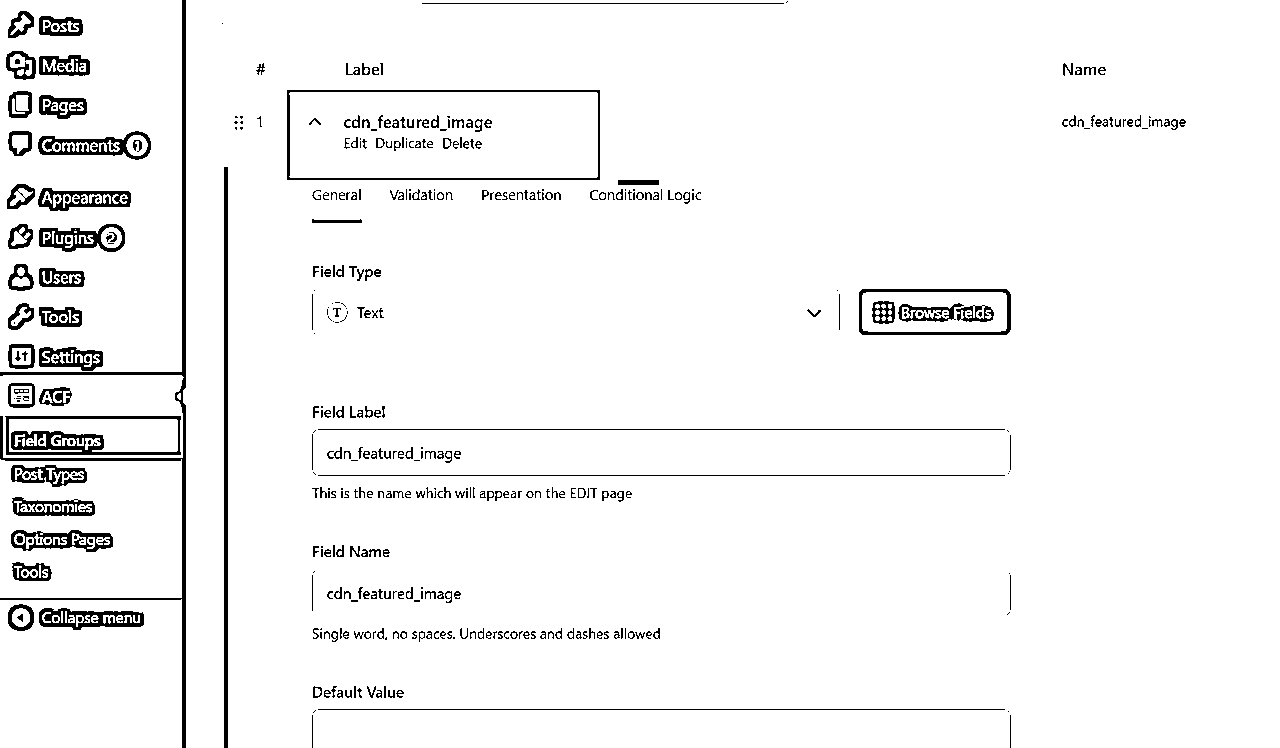 Posts
Media
Pages
Comments 0
Appearance
Plugins 2
Users
Tools
Settings
ACF
Field Groups
Post Types
Taxonomies
Options Pages
Tools
Collapse menu
# Label Name
1 cdn_featured_image cdn_featured_image
Edit Duplicate Delete
General Validation Presentation Conditional Logic
Field Type
T Text Browse Fields
Field Label
cdn_featured_image
This is the name which will appear on the EDIT page
Field Name
cdn_featured_image
Single word, no spaces. Underscores and dashes allowed
Default Value